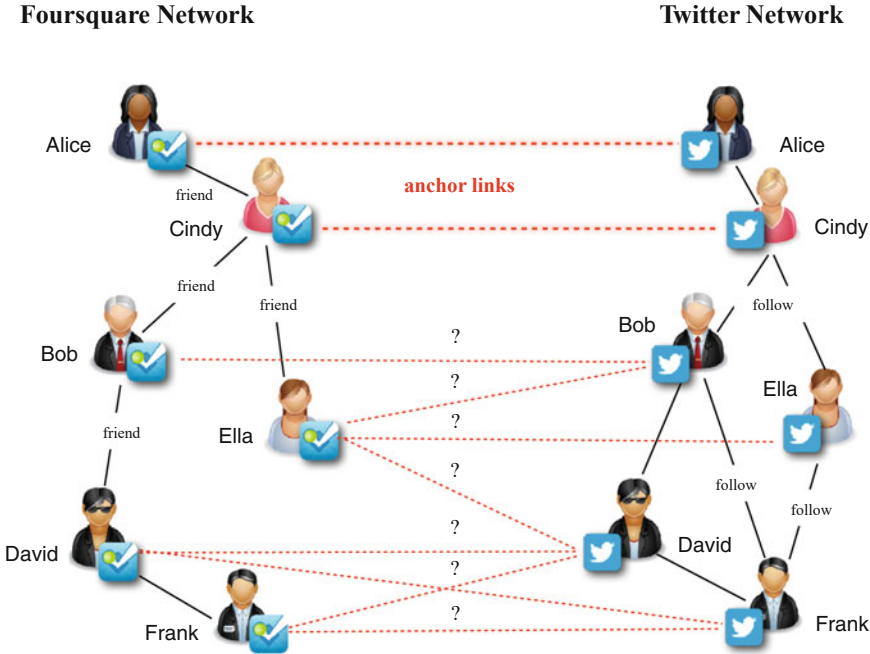 Foursquare Network
Twitter Network
Alice
Alice
friend
anchor links
Cindy
Cindy
friend
friend
follow
Bob
?
Bob
?
Ella
Ella
?
friend
?
follow
follow
David
?
David
?
Frank
?
Frank